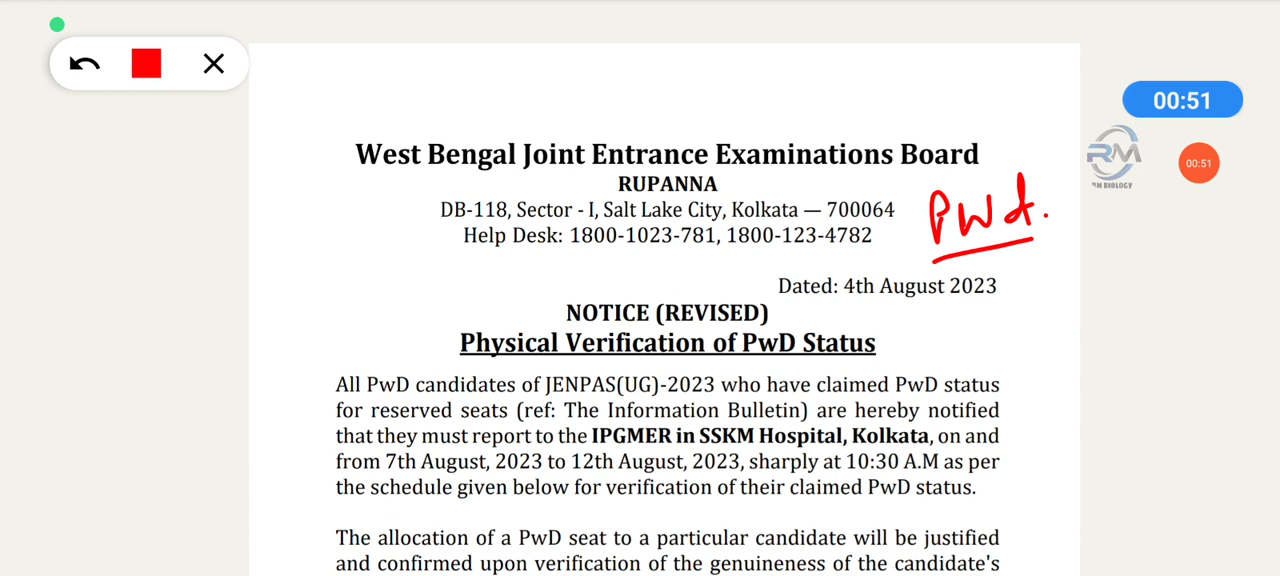 00:51
West Bengal Joint Entrance Examinations Board
RM
RUPANNA
00:51
RM BIOLOGY
DB-118, Sector - I, Salt Lake City, Kolkata — 700064
Pwd.
Help Desk: 1800-1023-781, 1800-123-4782
Dated: 4th August 2023
NOTICE (REVISED)
Physical Verification of PwD Status
All PwD candidates of JENPAS(UG)-2023 who have claimed PwD status
for reserved seats (ref: The Information Bulletin) are hereby notified
that they must report to the IPGMER in SSKM Hospital, Kolkata, on and
from 7th August, 2023 to 12th August, 2023, sharply at 10:30 A.M as per
the schedule given below for verification of their claimed PwD status.
The allocation of a PwD seat to a particular candidate will be justified
and confirmed upon verification of the genuineness of the candidate's